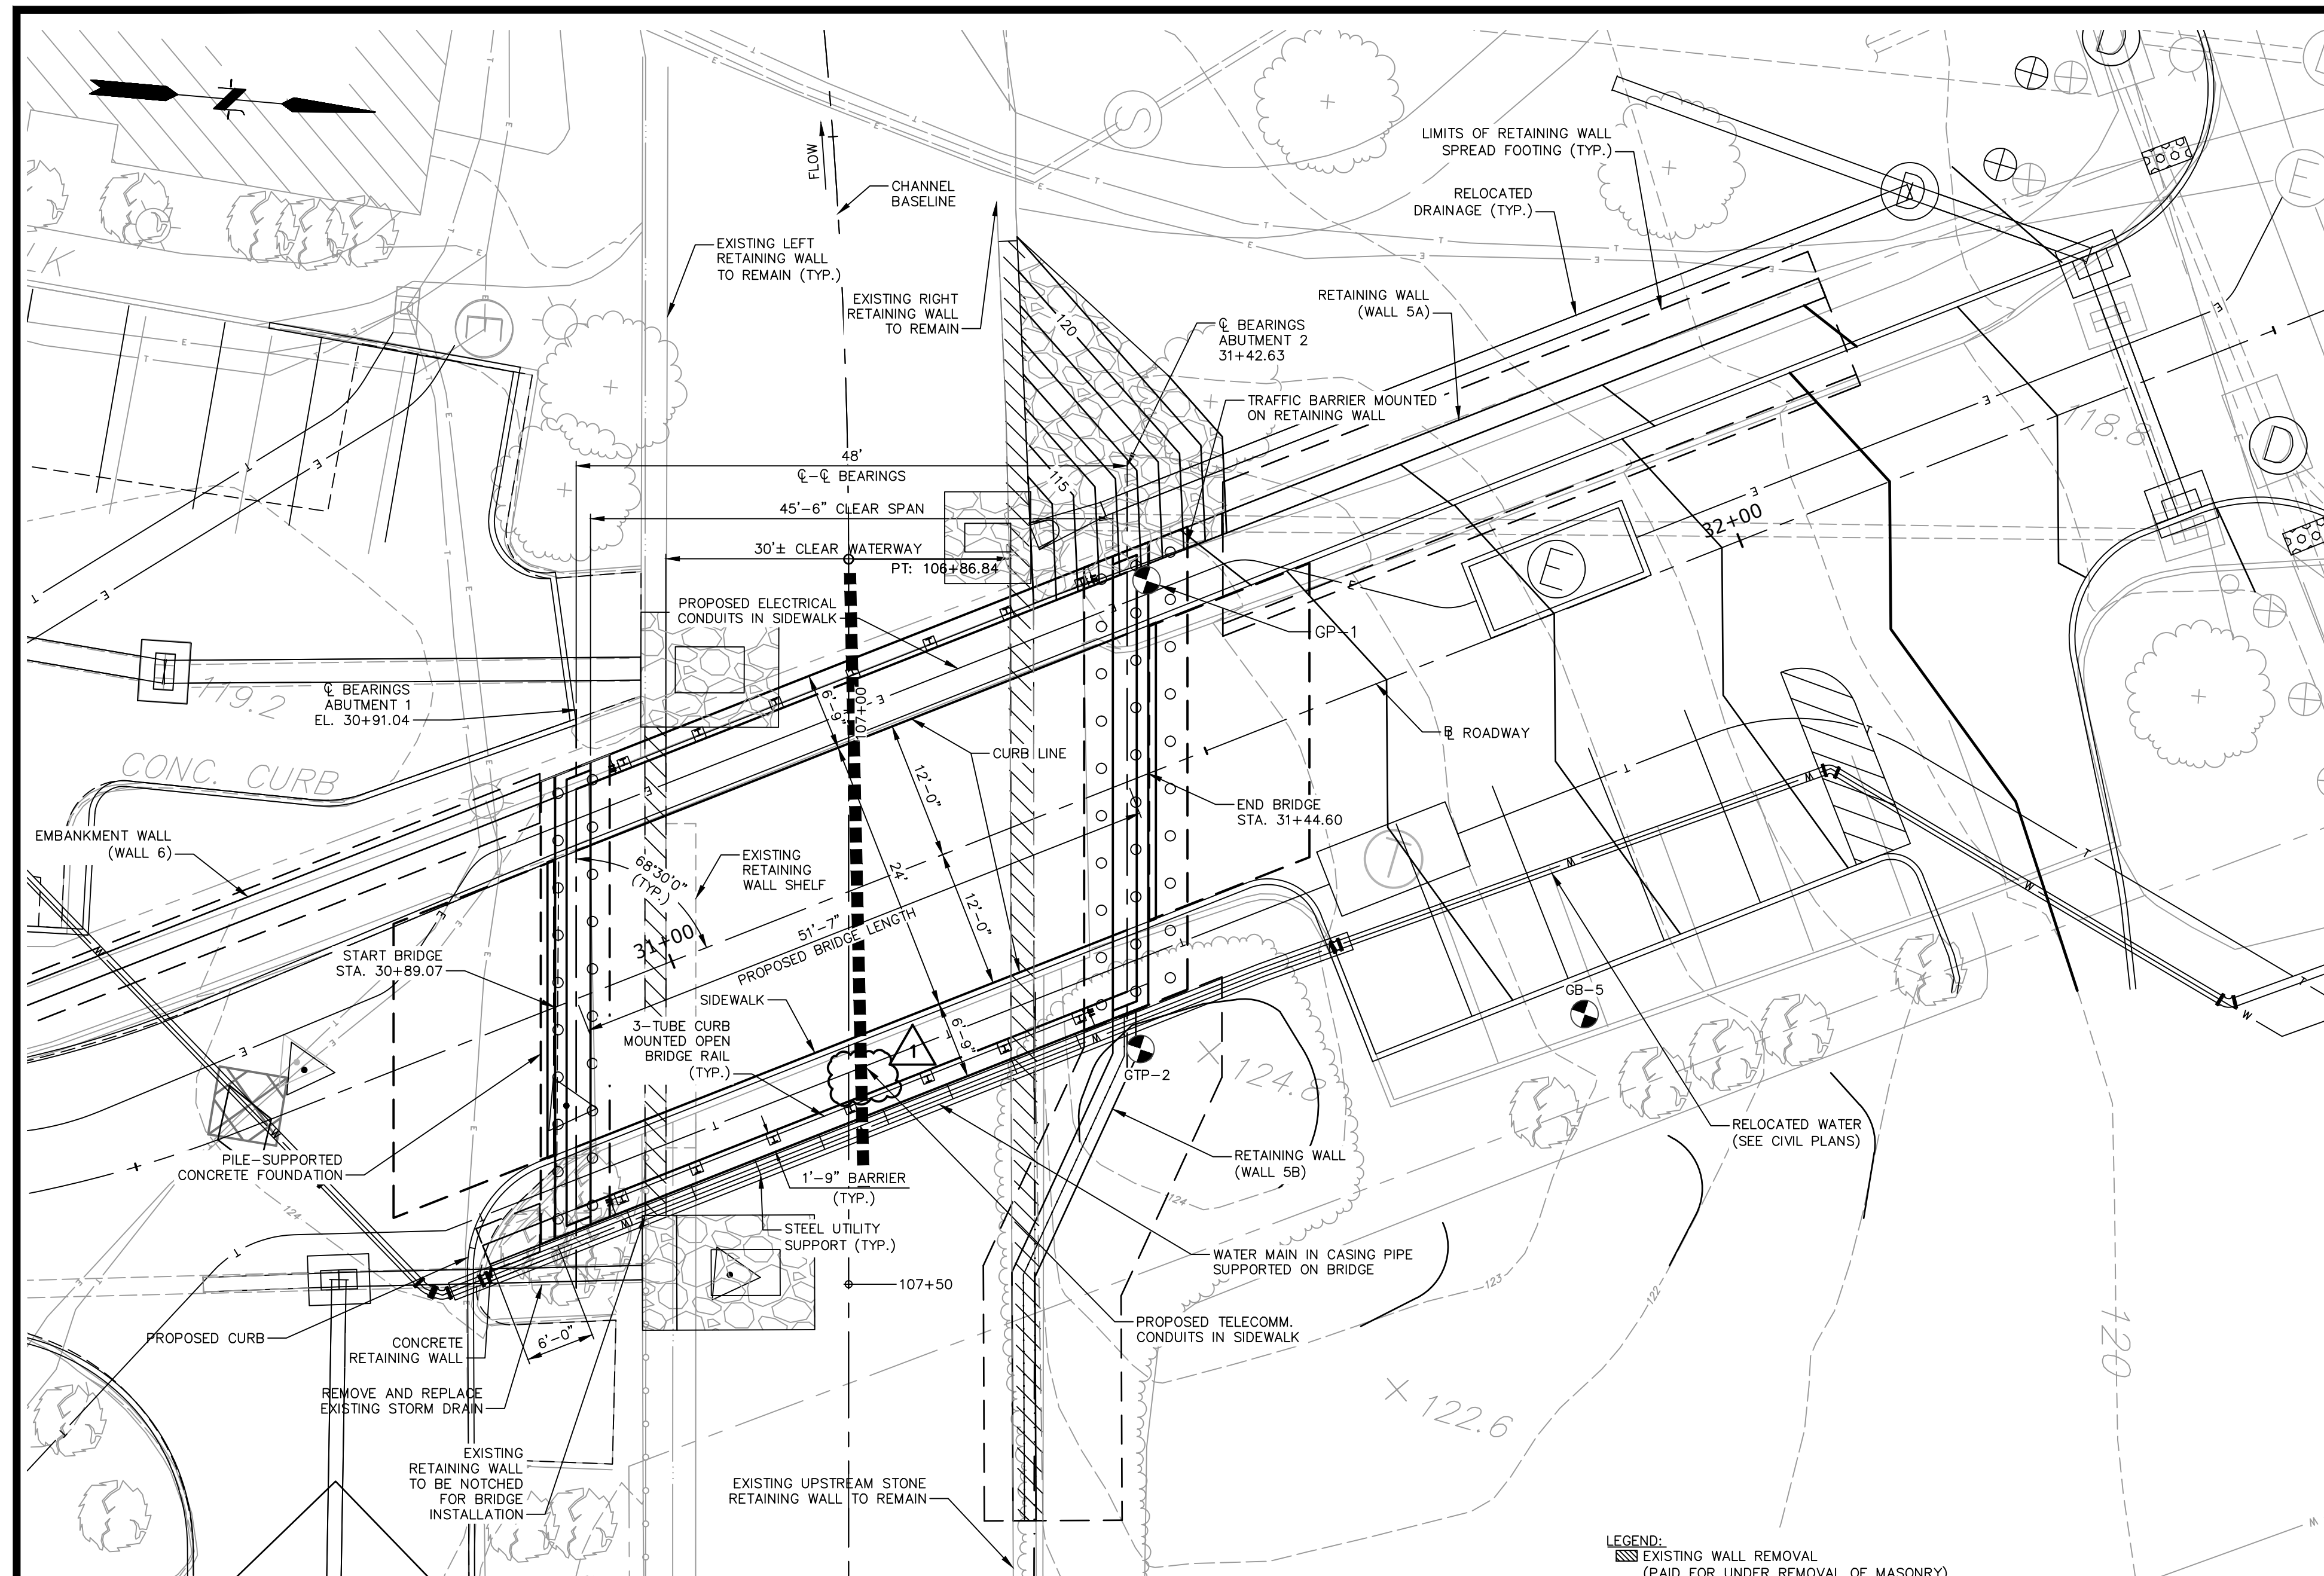 FLOW
CHANNEL
BASELINE
EXISTING LEFT
RETAINING WALL
TO REMAIN (TYP.)
EXISTING RIGHT
RETAINING WALL
TO REMAIN
LIMITS OF RETAINING WALL
SPREAD FOOTING (TYP.)
RELOCATED
DRAINAGE (TYP.)
RETAINING WALL
(WALL 5A)
℄ BEARINGS
ABUTMENT 2
31+42.63
TRAFFIC BARRIER MOUNTED
ON RETAINING WALL
120
115
118.8
48'
℄-℄ BEARINGS
45'-6" CLEAR SPAN
30'± CLEAR WATERWAY
PT: 106+86.84
32+00
PROPOSED ELECTRICAL
CONDUITS IN SIDEWALK
GP-1
119.2
℄ BEARINGS
ABUTMENT 1
EL. 30+91.04
6'-9"
107+00
CURB LINE
BL ROADWAY
CONC. CURB
12'-0"
END BRIDGE
STA. 31+44.60
EMBANKMENT WALL
(WALL 6)
68°30'0"
(TYP.)
EXISTING
RETAINING
WALL SHELF
24'
12'-0"
31+00
51'-7"
PROPOSED BRIDGE LENGTH
START BRIDGE
STA. 30+89.07
SIDEWALK
GB-5
3-TUBE CURB
MOUNTED OPEN
BRIDGE RAIL
(TYP.)
6'-9"
1
GTP-2
124.8
RELOCATED WATER
(SEE CIVIL PLANS)
PILE-SUPPORTED
CONCRETE FOUNDATION
RETAINING WALL
(WALL 5B)
1'-9" BARRIER
(TYP.)
124
124
STEEL UTILITY
SUPPORT (TYP.)
WATER MAIN IN CASING PIPE
SUPPORTED ON BRIDGE
107+50
123
122
PROPOSED CURB
PROPOSED TELECOMM.
CONDUITS IN SIDEWALK
CONCRETE
RETAINING WALL
6'-0"
120
REMOVE AND REPLACE
EXISTING STORM DRAIN
122.6
EXISTING
RETAINING WALL
TO BE NOTCHED
FOR BRIDGE
INSTALLATION
EXISTING UPSTREAM STONE
RETAINING WALL TO REMAIN
LEGEND:
EXISTING WALL REMOVAL
(PAID FOR UNDER REMOVAL OF MASONRY)